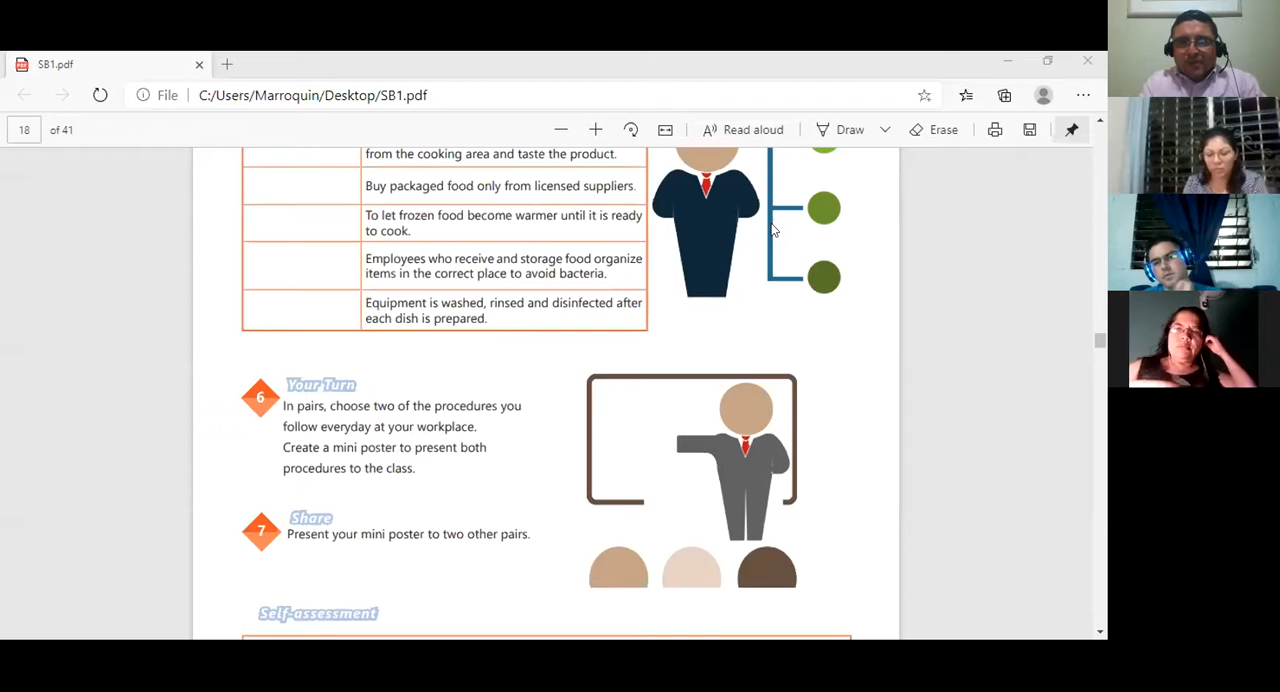 SB1.pdf
File
C:/Users/Marroquin/Desktop/SB1.pdf
18
of 41
Read aloud
Draw
Erase
from the cooking area and taste the product.
Buy packaged food only from licensed suppliers.
To let frozen food become warmer until it is ready
to cook.
Employees who receive and storage food organize
items in the correct place to avoid bacteria.
Equipment is washed, rinsed and disinfected after
each dish is prepared.
6
Your Turn
In pairs, choose two of the procedures you
follow everyday at your workplace.
Create a mini poster to present both
procedures to the class.
7
Share
Present your mini poster to two other pairs.
Self-assessment